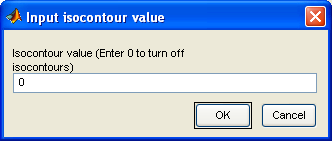 Input isocontour value
Isocontour value (Enter 0 to turn off
isocontours)
0
OK
Cancel